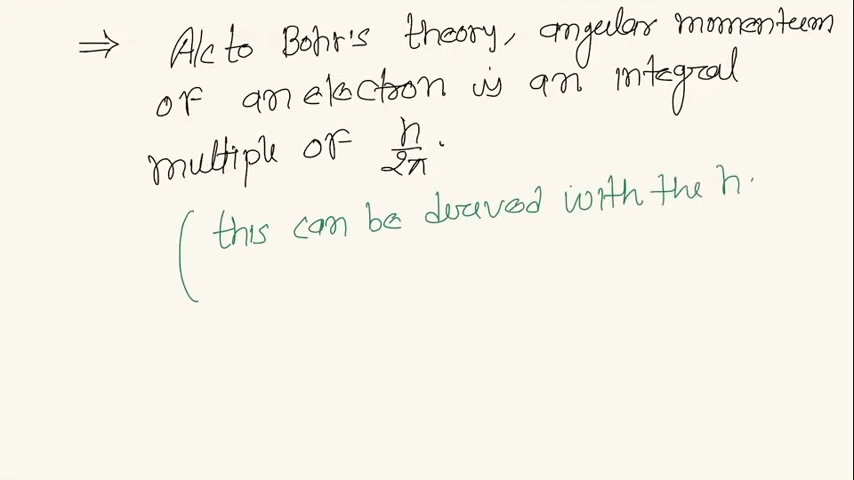 ⇒ A/c to Bohr's theory, angular momentum
of an electron is an integral
multiple of h/2π.
( this can be derived with the h